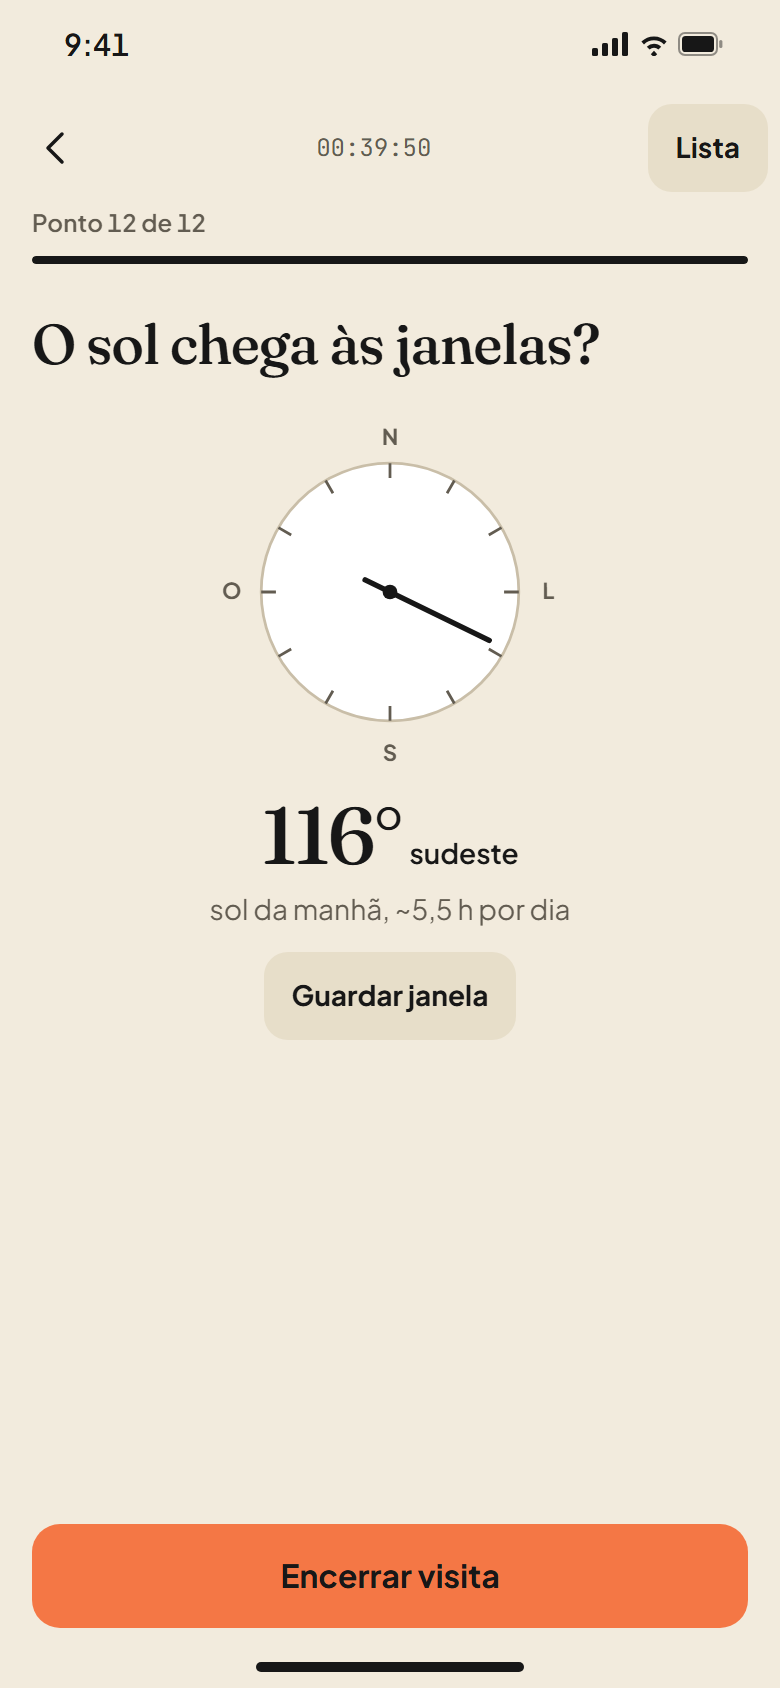 9:41
00:39:50
Lista
Ponto 12 de 12
O sol chega às janelas?
N
O
L
S
116° sudeste
sol da manhã, ~5,5 h por dia
Guardar janela
Encerrar visita